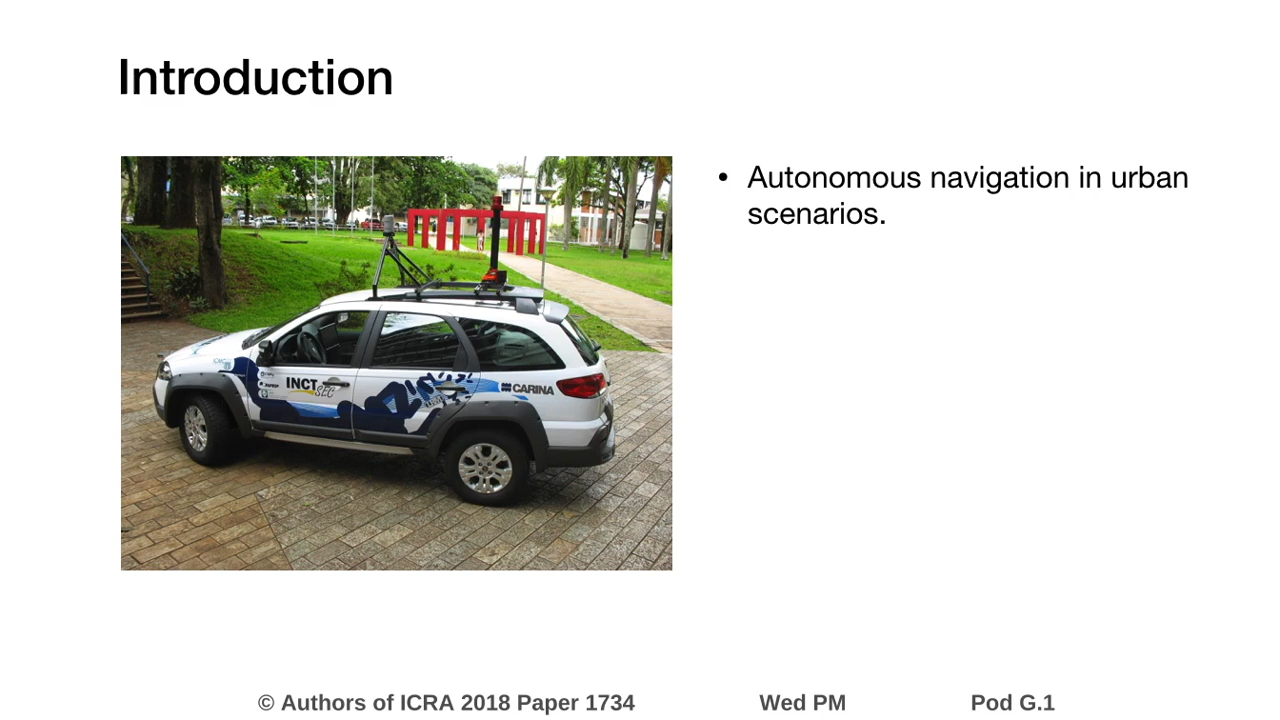 Introduction
• Autonomous navigation in urban
scenarios.
INCT
SEC
CARINA
© Authors of ICRA 2018 Paper 1734 Wed PM Pod G.1